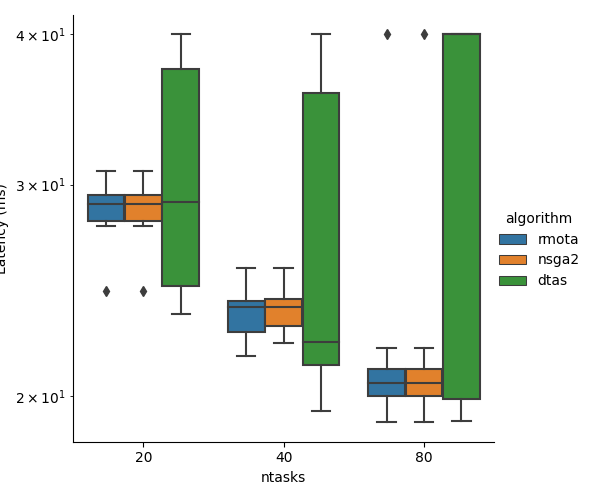 4 × 10¹
3 × 10¹
2 × 10¹
Latency (ms)
20 40 80
ntasks
algorithm
rmota
nsga2
dtas